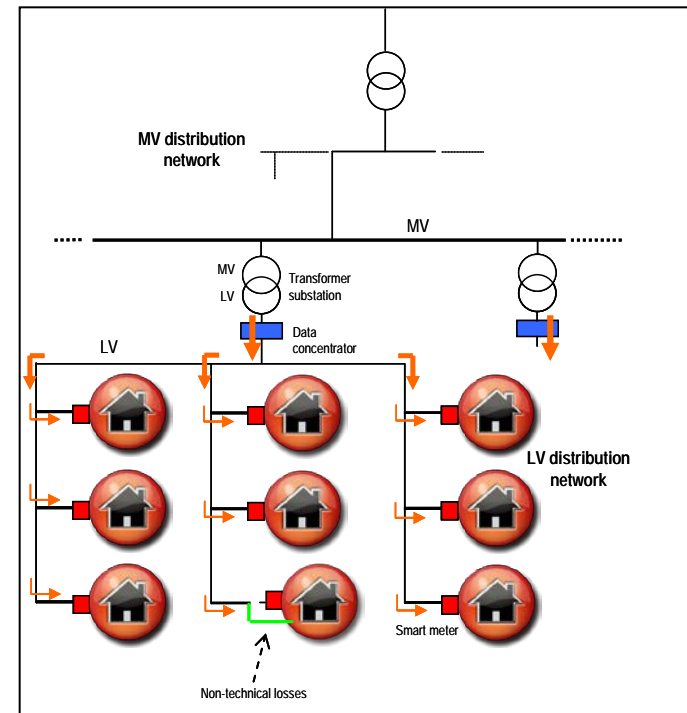 MV distribution
network
MV
MV
LV
Transformer
substation
Data
concentrator
LV
LV distribution
network
Smart meter
Non-technical losses